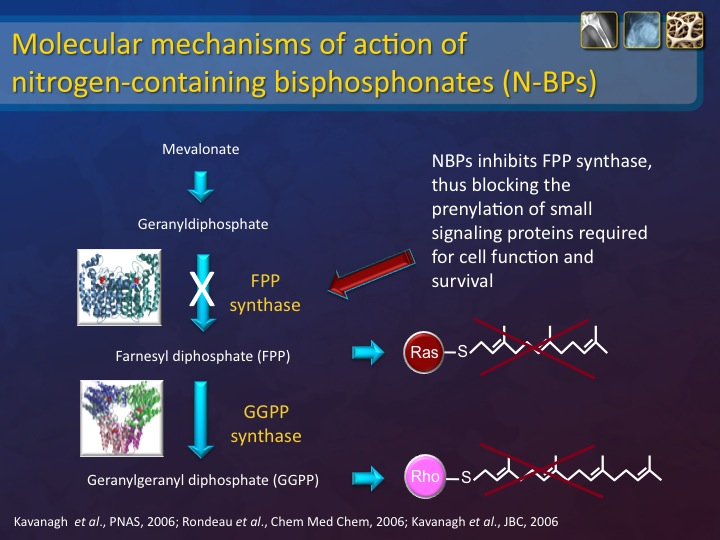 Molecular mechanisms of action of
nitrogen-containing bisphosphonates (N-BPs)
Mevalonate
Geranyldiphosphate
X
FPP
synthase
NBPs inhibits FPP synthase,
thus blocking the
prenylation of small
signaling proteins required
for cell function and
survival
Farnesyl diphosphate (FPP)
Ras
S
GGPP
synthase
Geranylgeranyl diphosphate (GGPP)
Rho
S
Kavanagh et al., PNAS, 2006; Rondeau et al., Chem Med Chem, 2006; Kavanagh et al., JBC, 2006